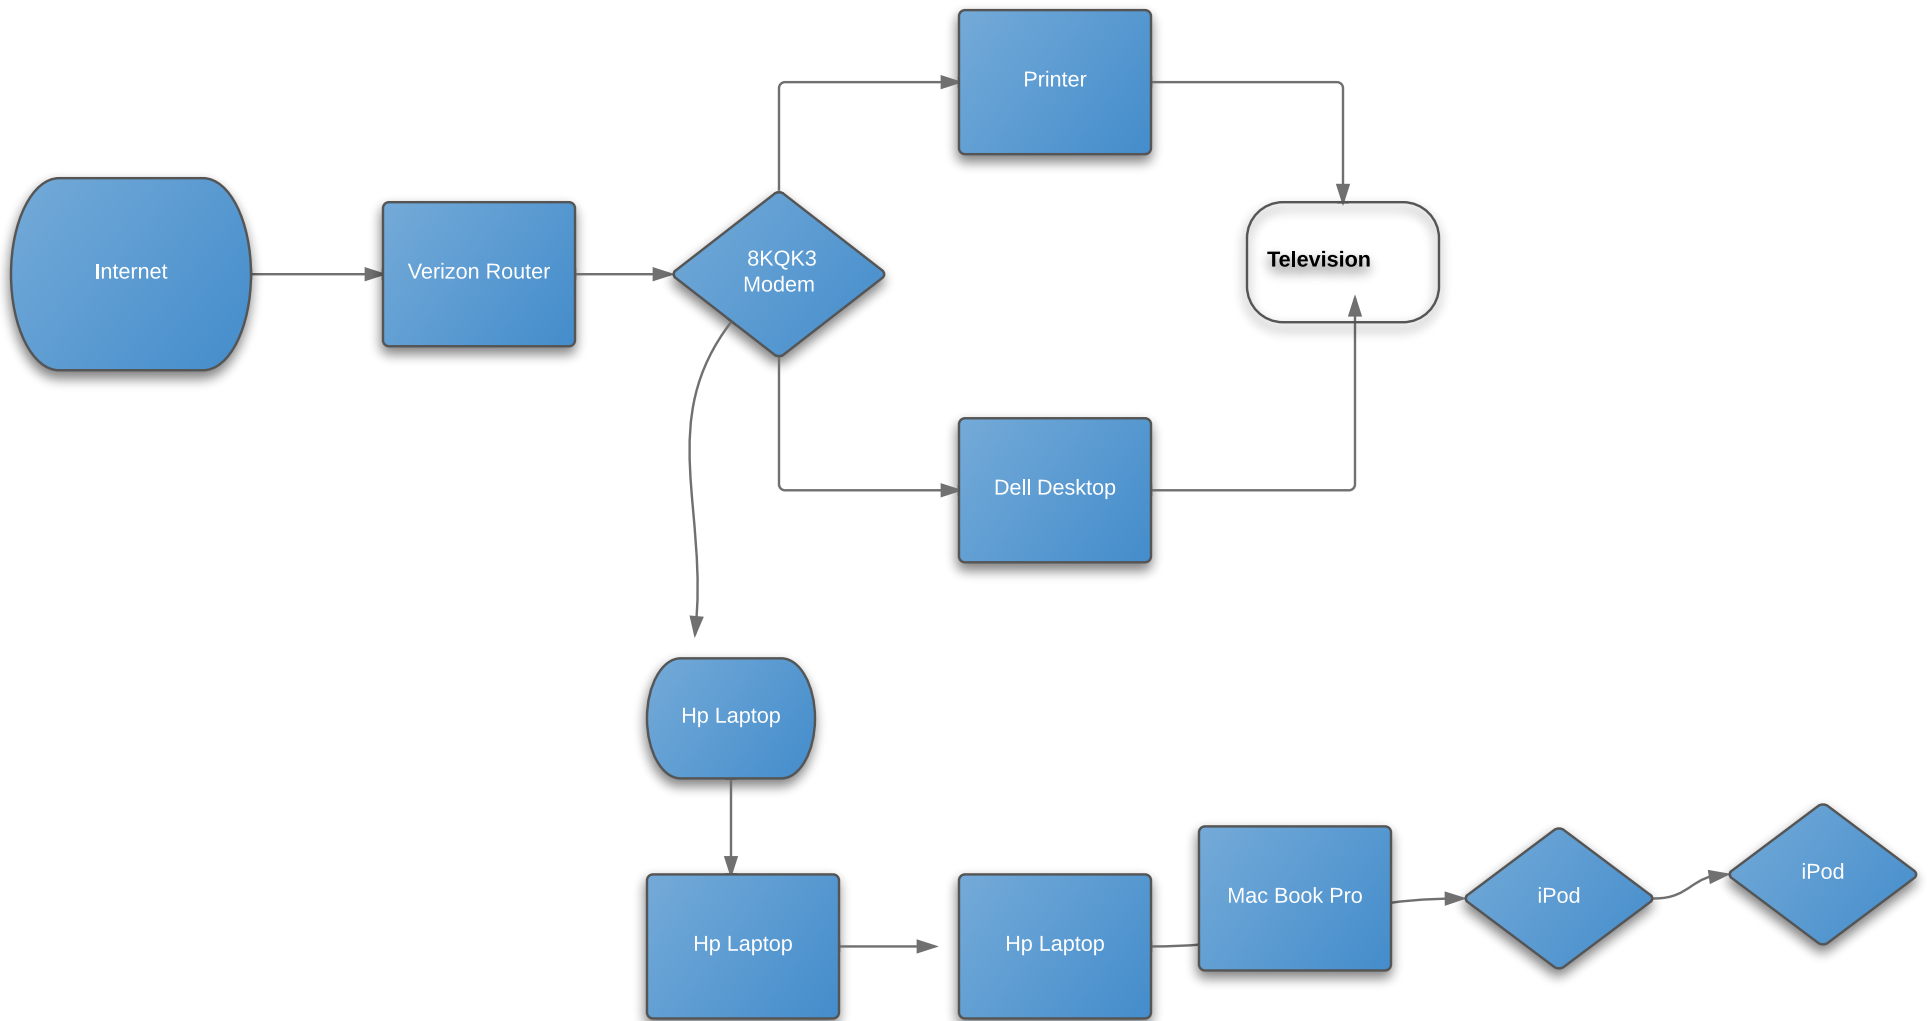 Printer
Internet
Verizon Router
8KQK3
Modem
Television
Dell Desktop
Hp Laptop
Hp Laptop
Hp Laptop
Mac Book Pro
iPod
iPod